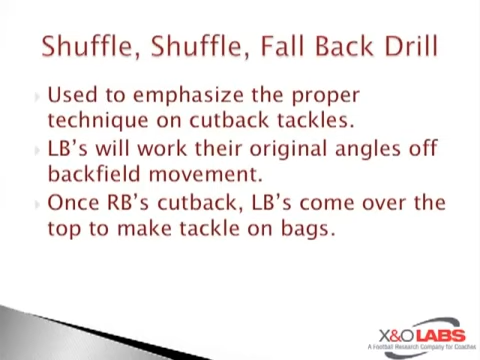 Shuffle, Shuffle, Fall Back Drill
Used to emphasize the proper
technique on cutback tackles.
LB's will work their original angles off
backfield movement.
Once RB's cutback, LB's come over the
top to make tackle on bags.
X&O LABS
A Football Research Company for Coaches